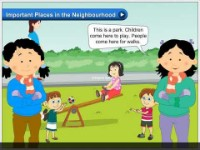 Important Places in the Neighbourhood
This is a park. Children
come here to play. People
come here for walks.